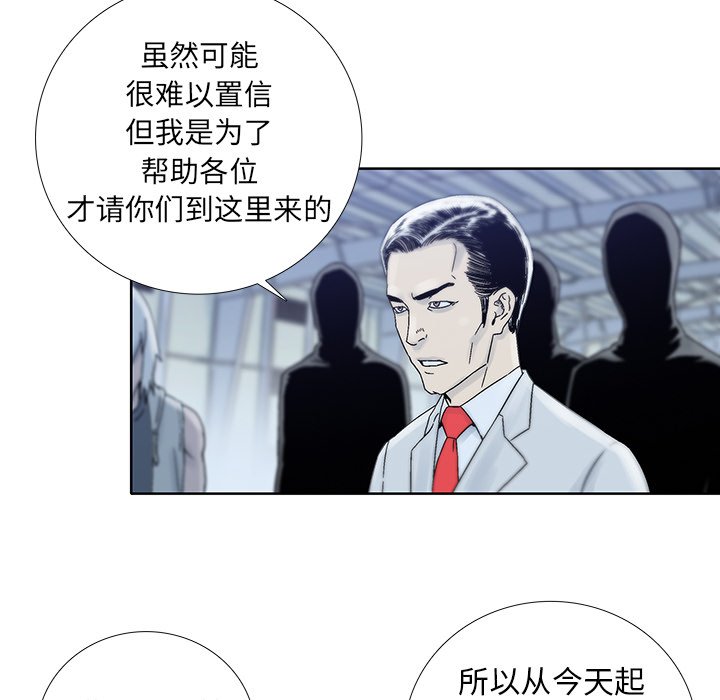 虽然可能
很难以置信
但我是为了
帮助各位
才请你们到这里来的
所以从今天起